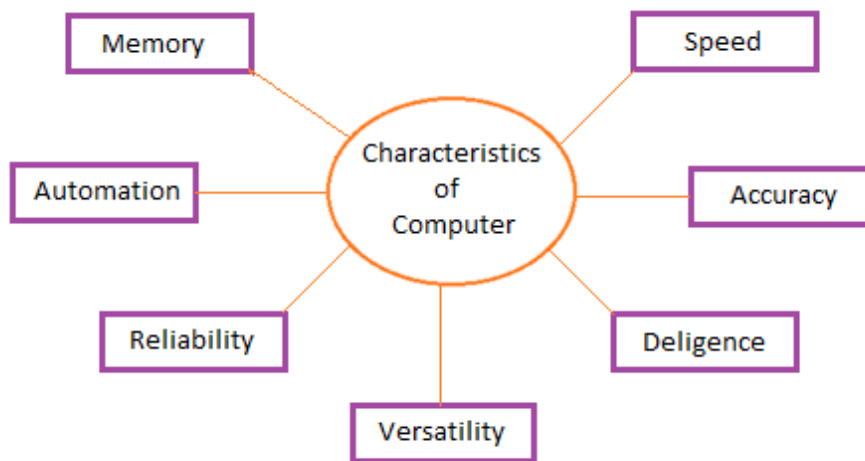 Memory
Speed
Characteristics
of
Computer
Automation
Accuracy
Reliability
Deligence
Versatility